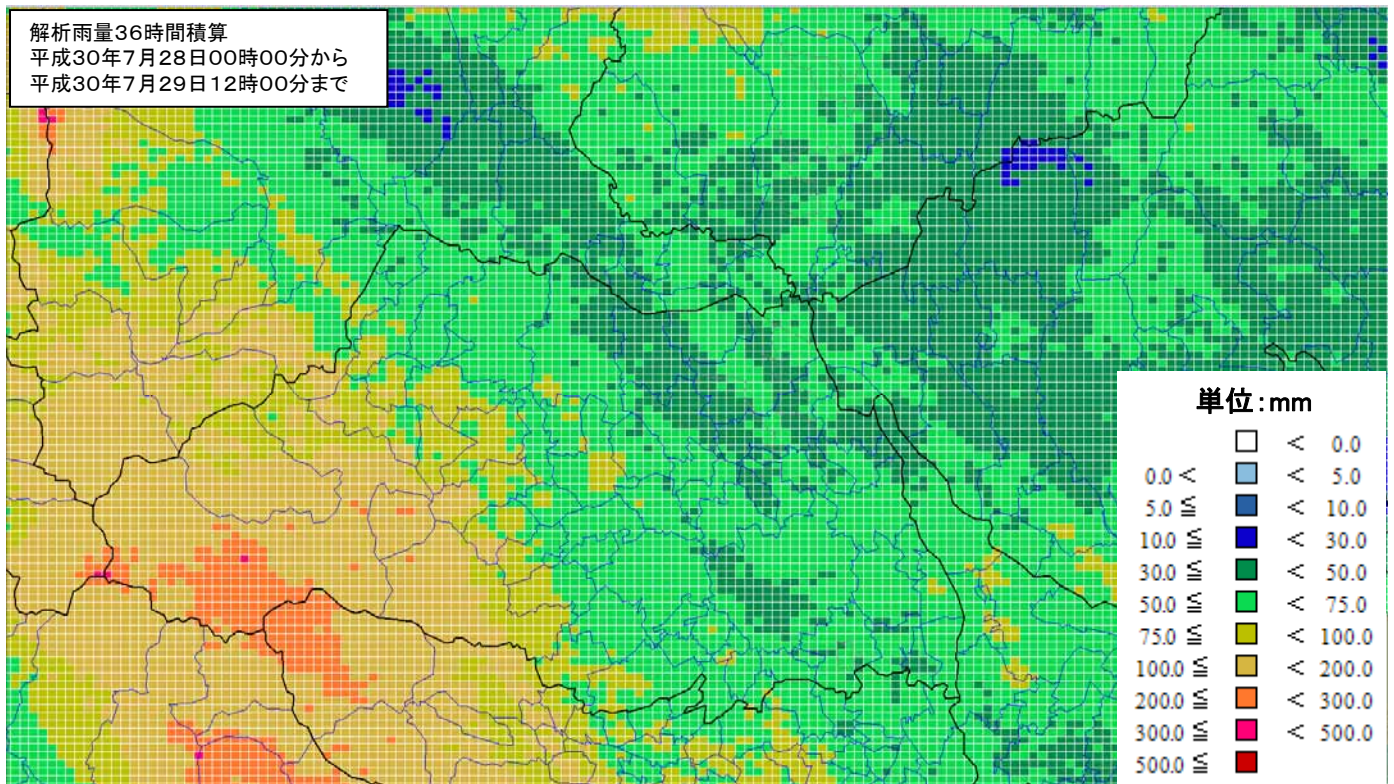 解析雨量36時間積算
平成30年7月28日00時00分から
平成30年7月29日12時00分まで
単位:mm
< 0.0
0.0 < < 5.0
5.0 ≦ < 10.0
10.0 ≦ < 30.0
30.0 ≦ < 50.0
50.0 ≦ < 75.0
75.0 ≦ < 100.0
100.0 ≦ < 200.0
200.0 ≦ < 300.0
300.0 ≦ < 500.0
500.0 ≦